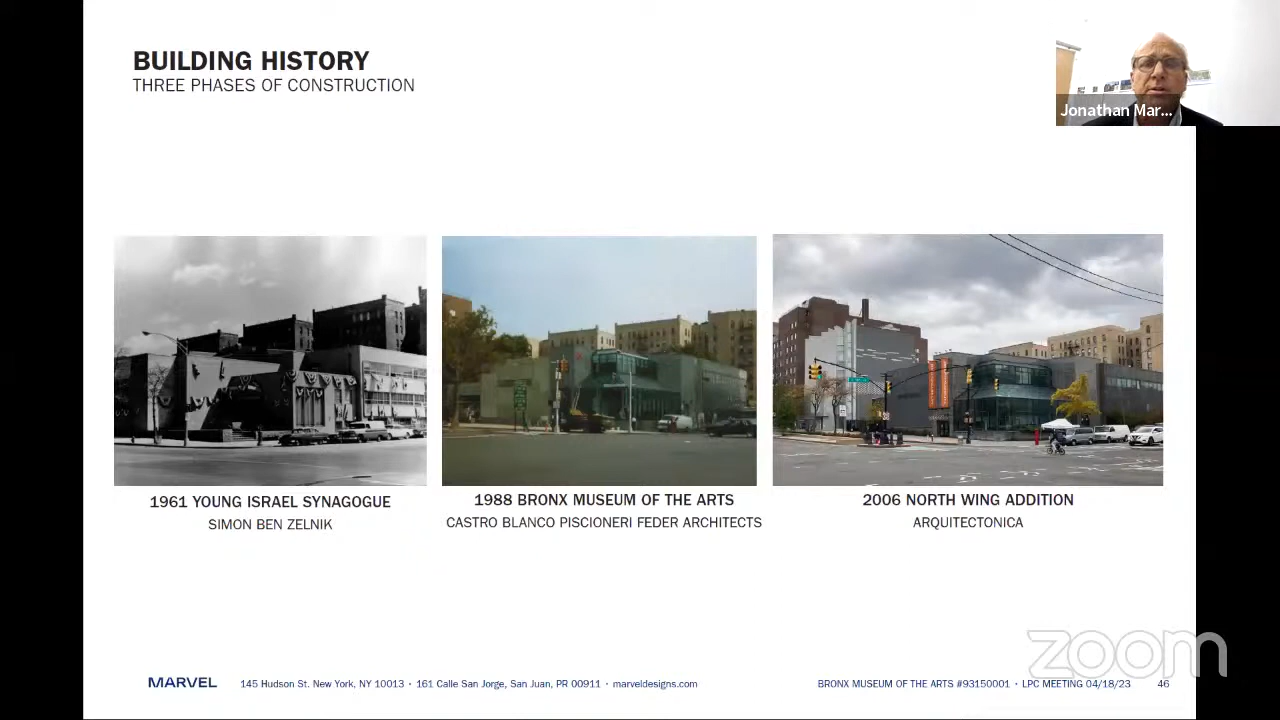 BUILDING HISTORY
THREE PHASES OF CONSTRUCTION
Jonathan Mar...
1961 YOUNG ISRAEL SYNAGOGUE
SIMON BEN ZELNIK
1988 BRONX MUSEUM OF THE ARTS
CASTRO BLANCO PISCIONERI FEDER ARCHITECTS
2006 NORTH WING ADDITION
ARQUITECTONICA
zoom
MARVEL 145 Hudson St. New York, NY 10013 • 161 Calle San Jorge, San Juan, PR 00911 • marveldesigns.com
BRONX MUSEUM OF THE ARTS #93150001 • LPC MEETING 04/18/23 46